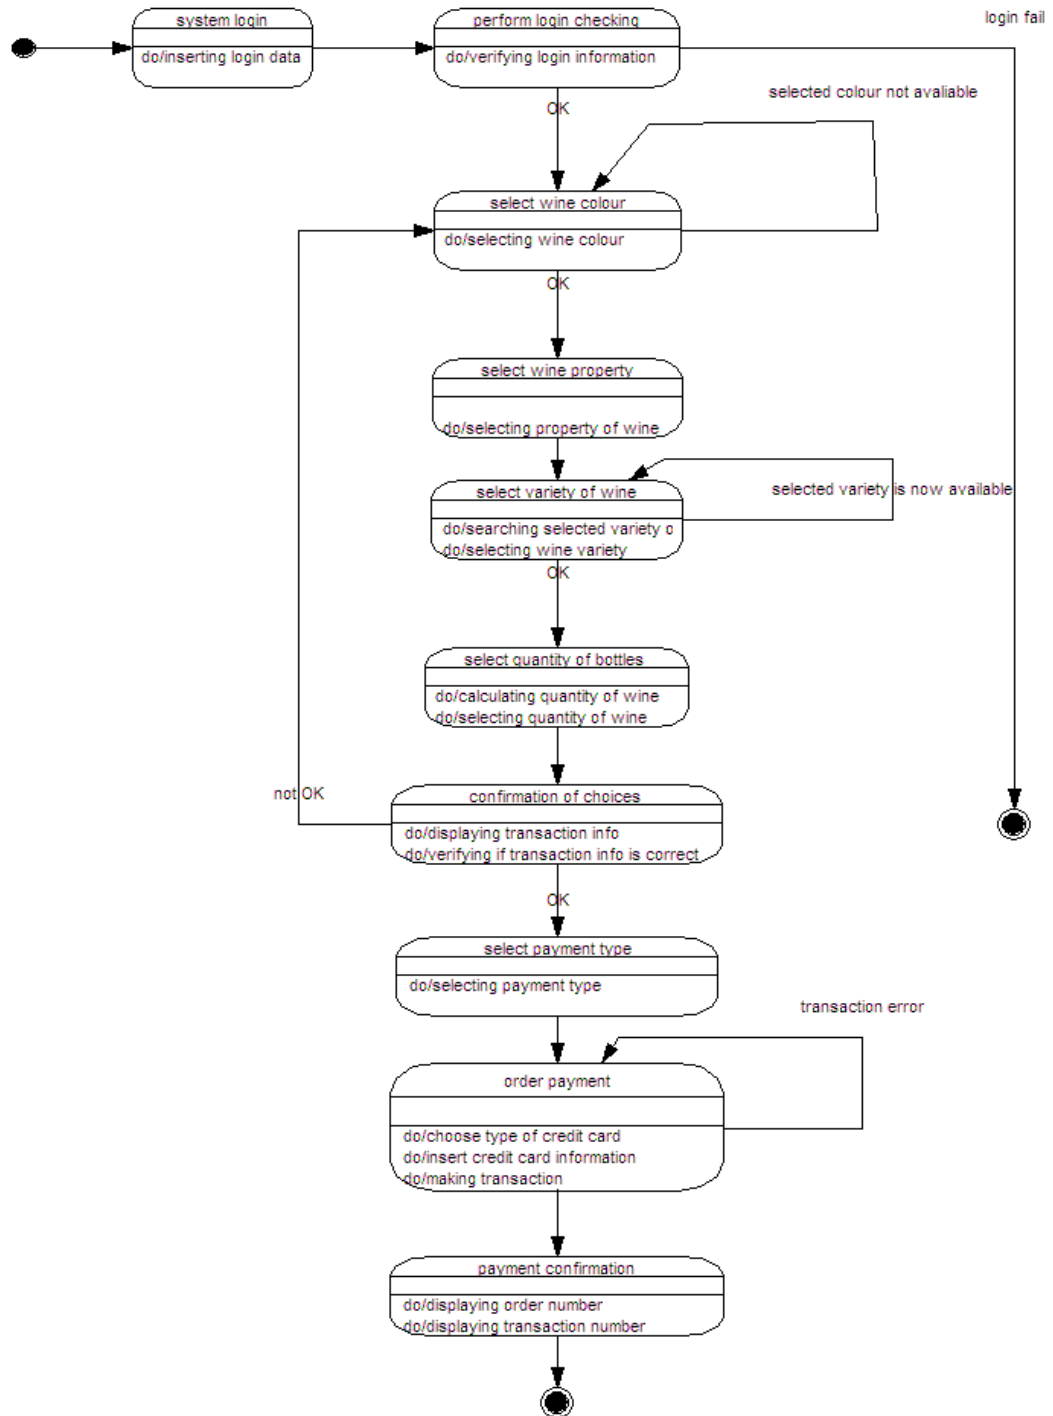 system login
do/inserting login data
perform login checking
do/verifying login information
login fail
OK
selected colour not avaliable
select wine colour
do/selecting wine colour
OK
select wine property
do/selecting property of wine
select variety of wine
do/searching selected variety o
do/selecting wine variety
selected variety is now available
OK
select quantity of bottles
do/calculating quantity of wine
do/selecting quantity of wine
not OK
confirmation of choices
do/displaying transaction info
do/verifying if transaction info is correct
OK
select payment type
do/selecting payment type
transaction error
order payment
do/choose type of credit card
do/insert credit card information
do/making transaction
payment confirmation
do/displaying order number
do/displaying transaction number